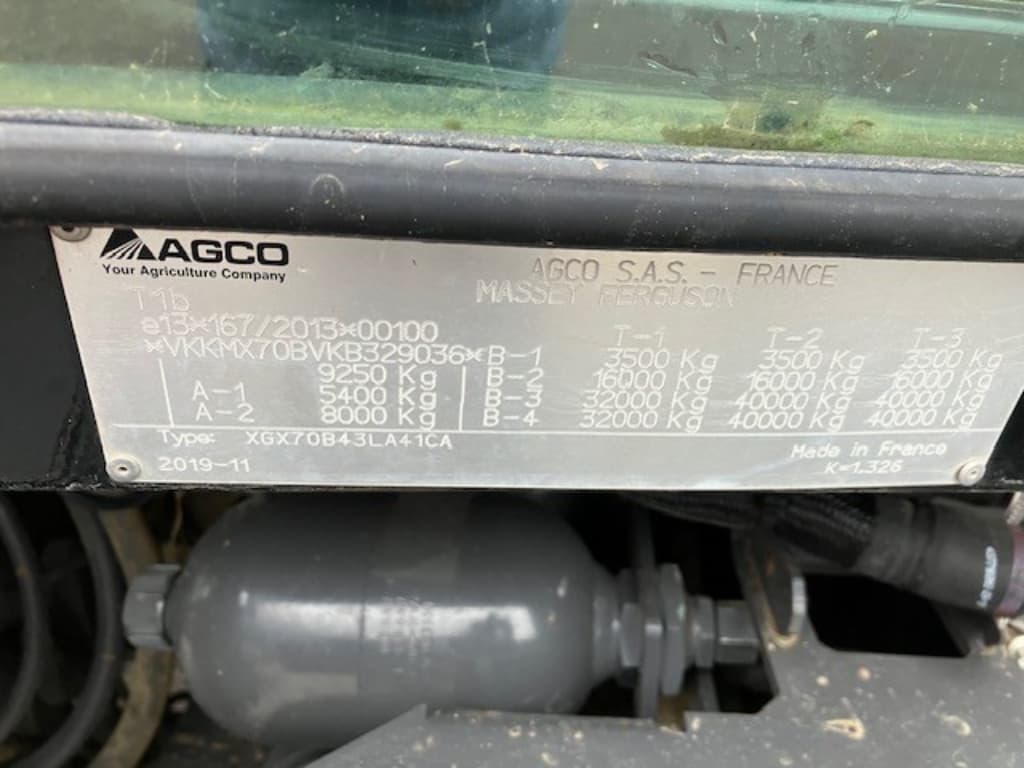 AGCO
Your Agriculture Company
AGCO S.A.S. - FRANCE
MASSEY FERGUSON
T1b
e13*167/2013*00100
T-1 T-2 T-3
*VKKMX70BVKB329036* B-1 3500 Kg 3500 Kg 3500 Kg
9250 Kg B-2 16000 Kg 16000 Kg 16000 Kg
A-1 5400 Kg B-3 32000 Kg 40000 Kg 40000 Kg
A-2 8000 Kg B-4 32000 Kg 40000 Kg 40000 Kg
Type: XGX70B43LA41CA
Made in France
2019-11
K=1.326